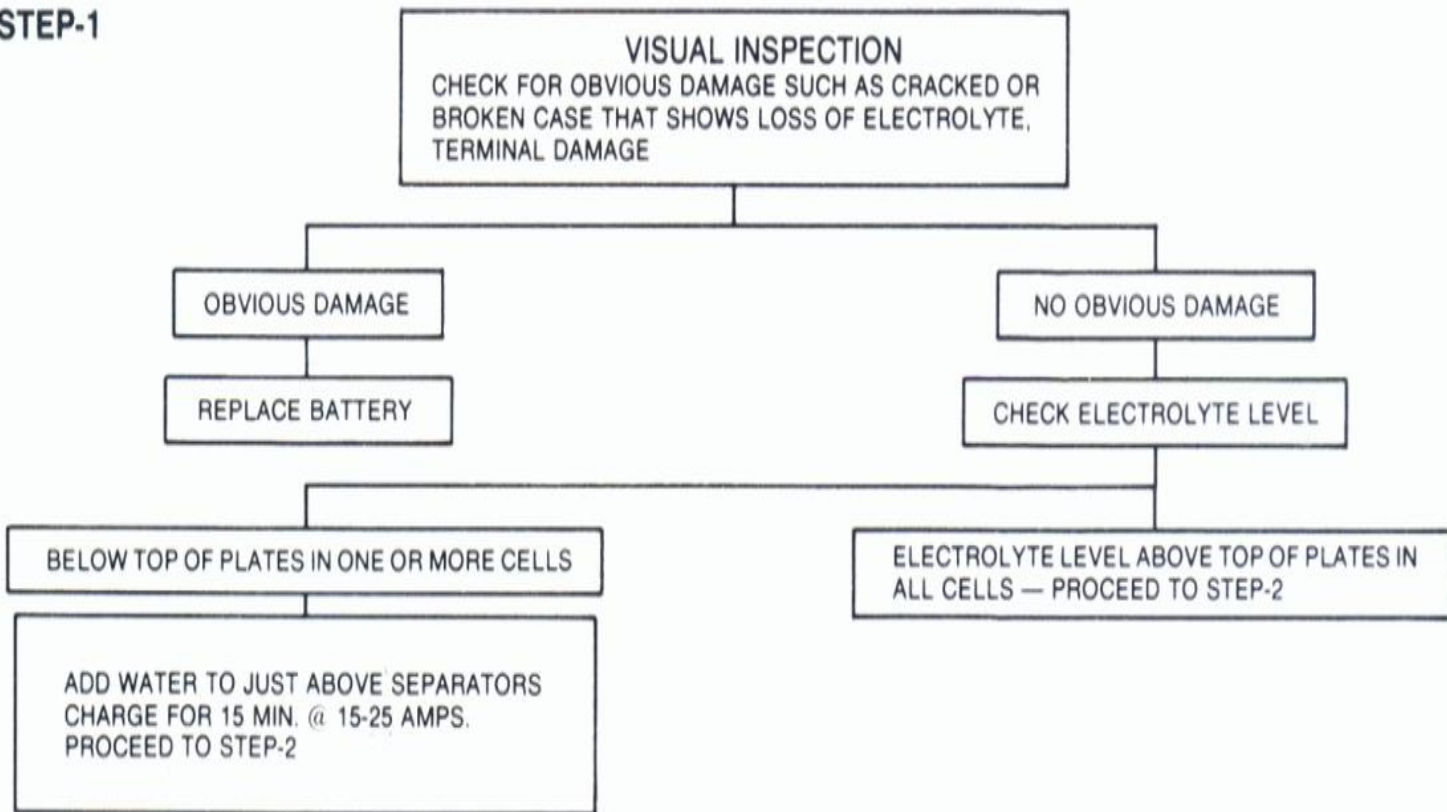 STEP-1
VISUAL INSPECTION
CHECK FOR OBVIOUS DAMAGE SUCH AS CRACKED OR
BROKEN CASE THAT SHOWS LOSS OF ELECTROLYTE,
TERMINAL DAMAGE
OBVIOUS DAMAGE
NO OBVIOUS DAMAGE
REPLACE BATTERY
CHECK ELECTROLYTE LEVEL
BELOW TOP OF PLATES IN ONE OR MORE CELLS
ELECTROLYTE LEVEL ABOVE TOP OF PLATES IN
ALL CELLS — PROCEED TO STEP-2
ADD WATER TO JUST ABOVE SEPARATORS
CHARGE FOR 15 MIN. @ 15-25 AMPS.
PROCEED TO STEP-2